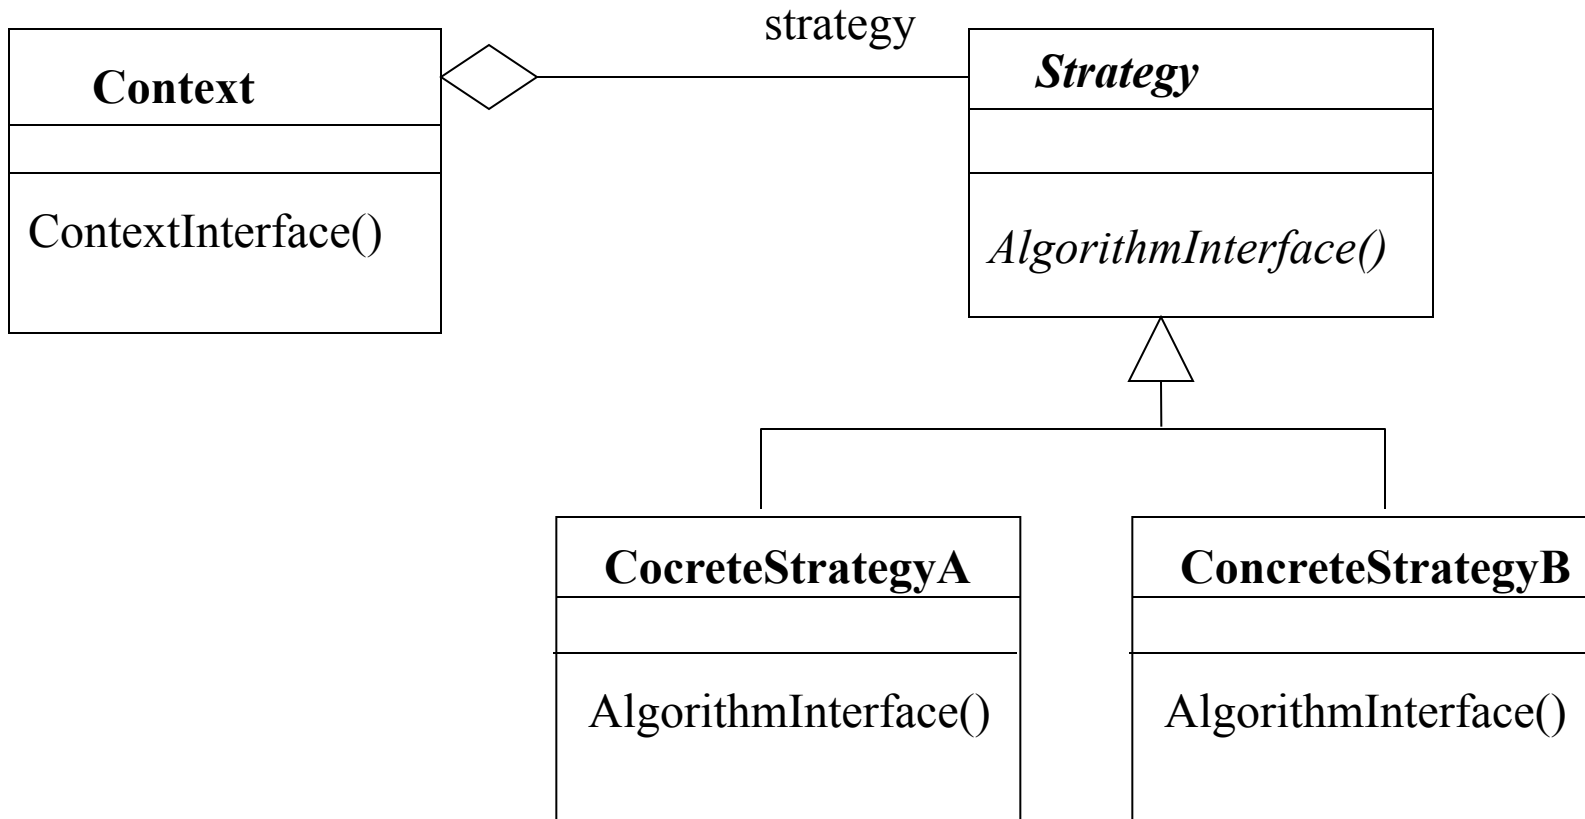 strategy
Context
Strategy
ContextInterface()
AlgorithmInterface()
CocreteStrategyA
ConcreteStrategyB
AlgorithmInterface()
AlgorithmInterface()